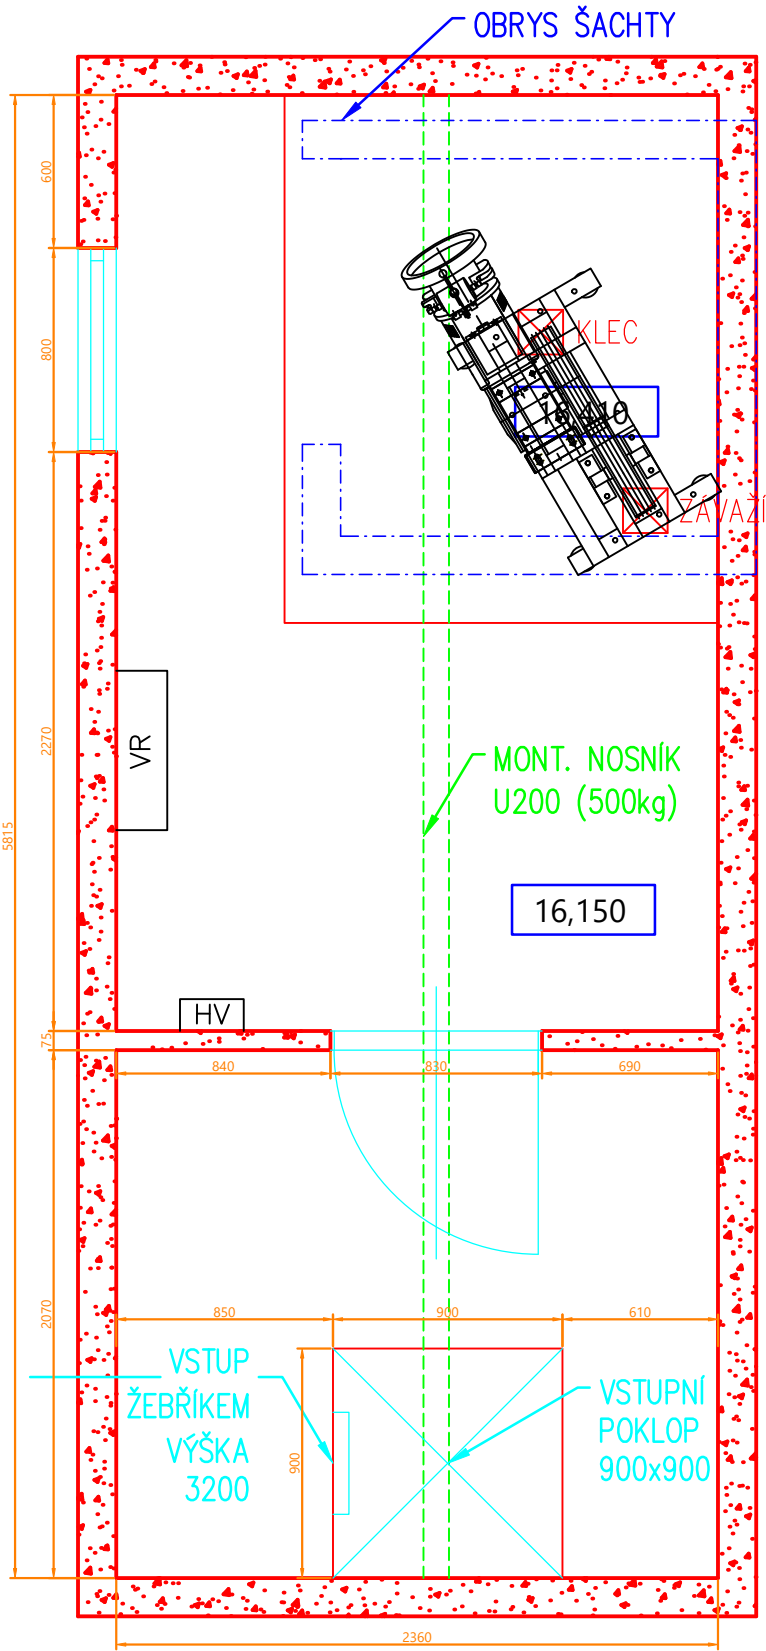 OBRYS ŠACHTY
600
KLEC
800
18,410
ZÁVAŽÍ
2270
VR
MONT. NOSNÍK
U200 (500kg)
5815
16,150
HV
75
840
830
690
2070
850
900
610
VSTUP
ŽEBŘÍKEM
VÝŠKA
3200
900
VSTUPNÍ
POKLOP
900x900
2360